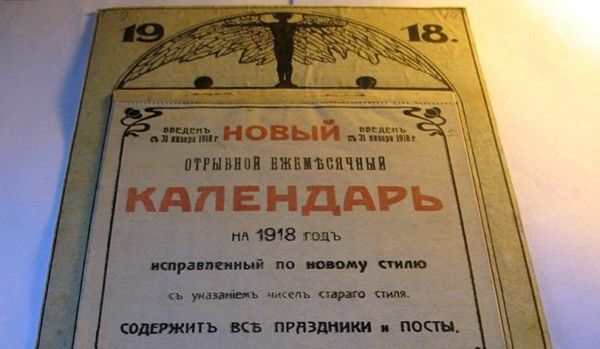 19 18.
введенъ съ 31 января 1918 г. НОВЫЙ введенъ съ 31 января 1918 г.
ОТРЫВНОЙ ЕЖЕМѢСЯЧНЫЙ
КАЛЕНДАРЬ
НА 1918 ГОДЪ
исправленный по новому стилю
съ указанiемъ чиселъ стараго стиля.
СОДЕРЖИТЪ ВСѢ ПРАЗДНИКИ и ПОСТЫ.